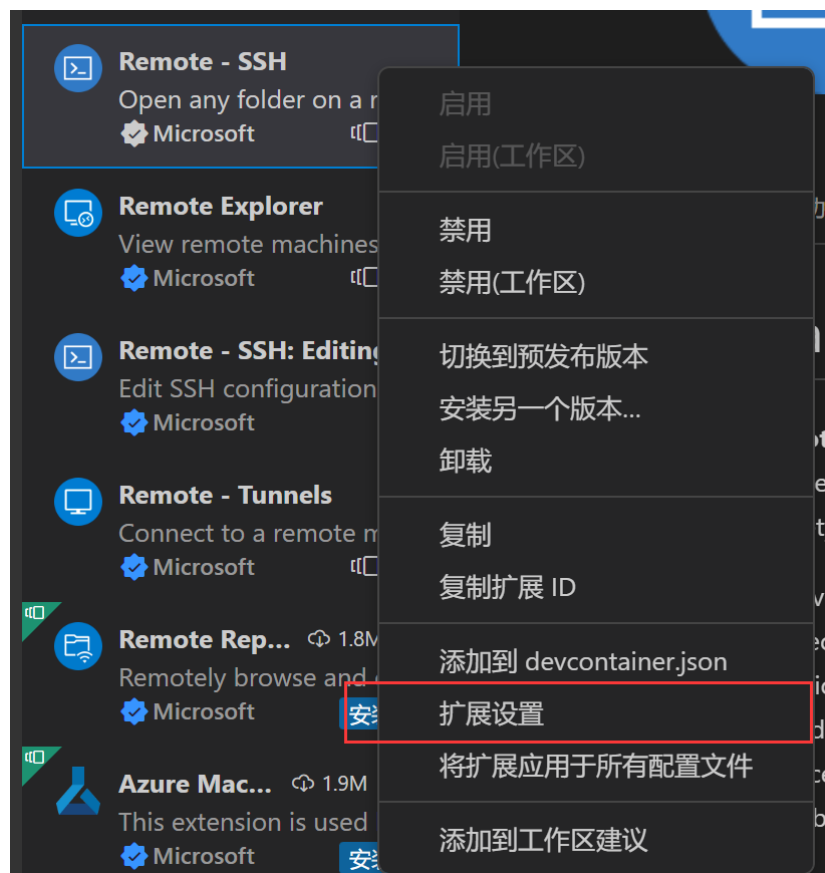 Remote - SSH
Open any folder on a r
Microsoft
Remote Explorer
View remote machines
Microsoft
Remote - SSH: Editing
Edit SSH configuration
Microsoft
Remote - Tunnels
Connect to a remote m
Microsoft
Remote Rep... 1.8M
Remotely browse and
Microsoft
Azure Mac... 1.9M
This extension is used
Microsoft
启用
启用(工作区)
禁用
禁用(工作区)
切换到预发布版本
安装另一个版本...
卸载
复制
复制扩展 ID
添加到 devcontainer.json
扩展设置
将扩展应用于所有配置文件
添加到工作区建议